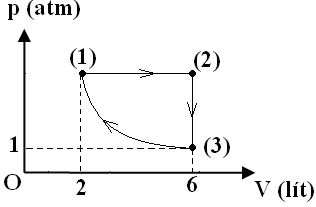 p (atm)
(1)
(2)
1
(3)
O
2
6
V (lít)